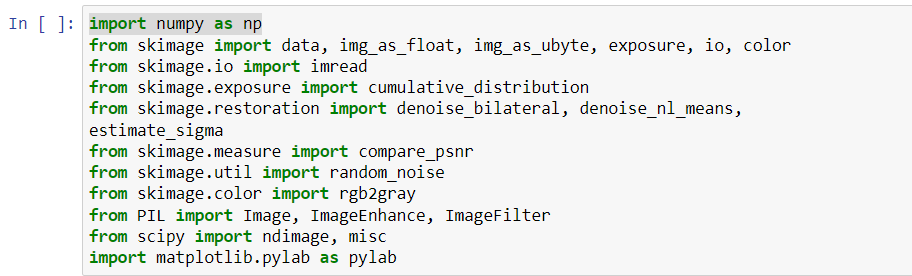 In [ ]: import numpy as np
from skimage import data, img_as_float, img_as_ubyte, exposure, io, color
from skimage.io import imread
from skimage.exposure import cumulative_distribution
from skimage.restoration import denoise_bilateral, denoise_nl_means,
estimate_sigma
from skimage.measure import compare_psnr
from skimage.util import random_noise
from skimage.color import rgb2gray
from PIL import Image, ImageEnhance, ImageFilter
from scipy import ndimage, misc
import matplotlib.pylab as pylab